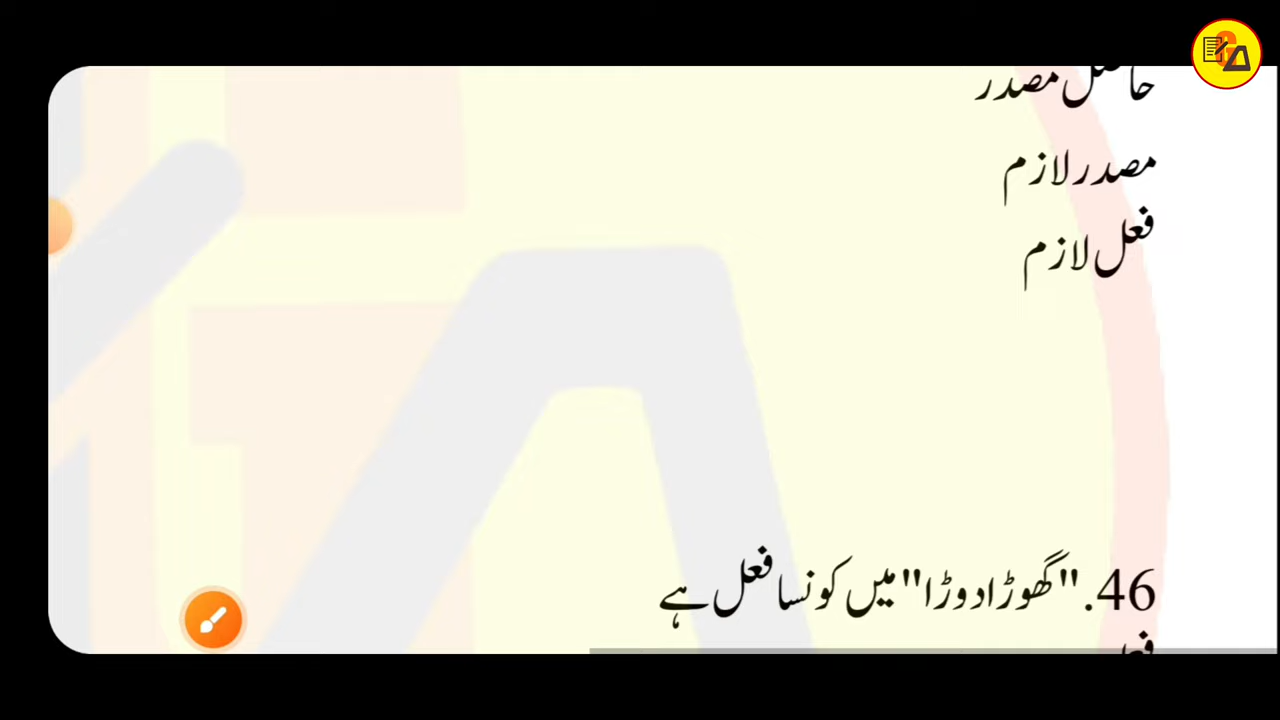 حاصل مصدر
مصدر لازم
فعل لازم
46. "گھوڑا دوڑا" میں کونسا فعل ہے